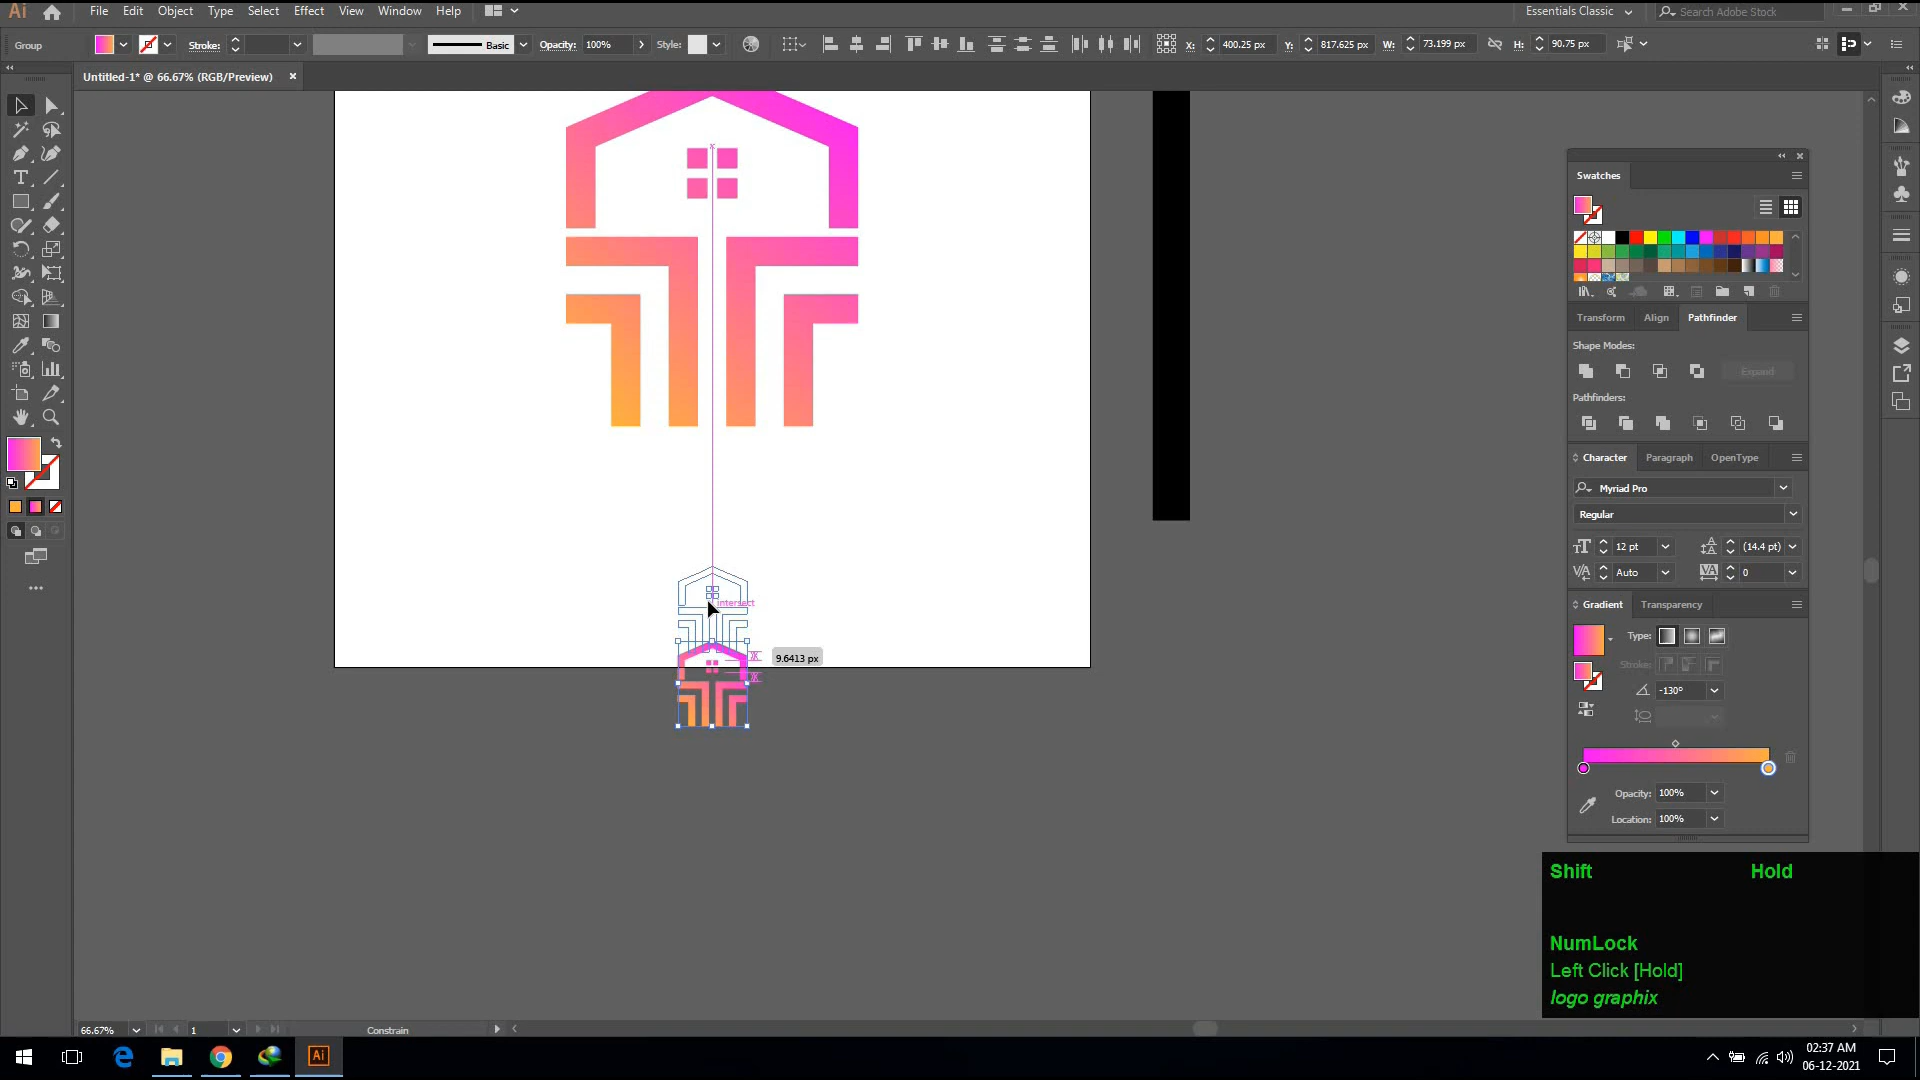 Ai File Edit Object Type Select Effect View Window Help Essentials Classic Search Adobe Stock
Group Stroke: Basic Opacity: 100% Style: X: 400.25 px Y: 817.625 px W: 73.199 px H: 90.75 px
Untitled-1* @ 66.67% (RGB/Preview)
Swatches
Transform Align Pathfinder
Shape Modes:
Expand
Pathfinders:
Character Paragraph OpenType
Myriad Pro
Regular
12 pt (14.4 pt)
Auto 0
Gradient Transparency
Type:
Stroke:
-130°
Opacity: 100%
Location: 100%
intersect
9.6413 px
Shift Hold
NumLock
Left Click [Hold]
logo graphix
66.67% 1 Constrain
Ai
02:37 AM
06-12-2021